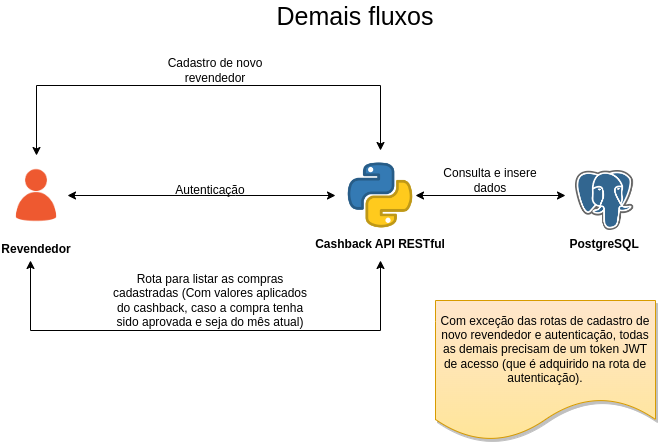 Demais fluxos
Cadastro de novo
revendedor
Autenticação
Consulta e insere
dados
Revendedor
Cashback API RESTful
PostgreSQL
Rota para listar as compras
cadastradas (Com valores aplicados
do cashback, caso a compra tenha
sido aprovada e seja do mês atual)
Com exceção das rotas de cadastro de
novo revendedor e autenticação, todas
as demais precisam de um token JWT
de acesso (que é adquirido na rota de
autenticação).